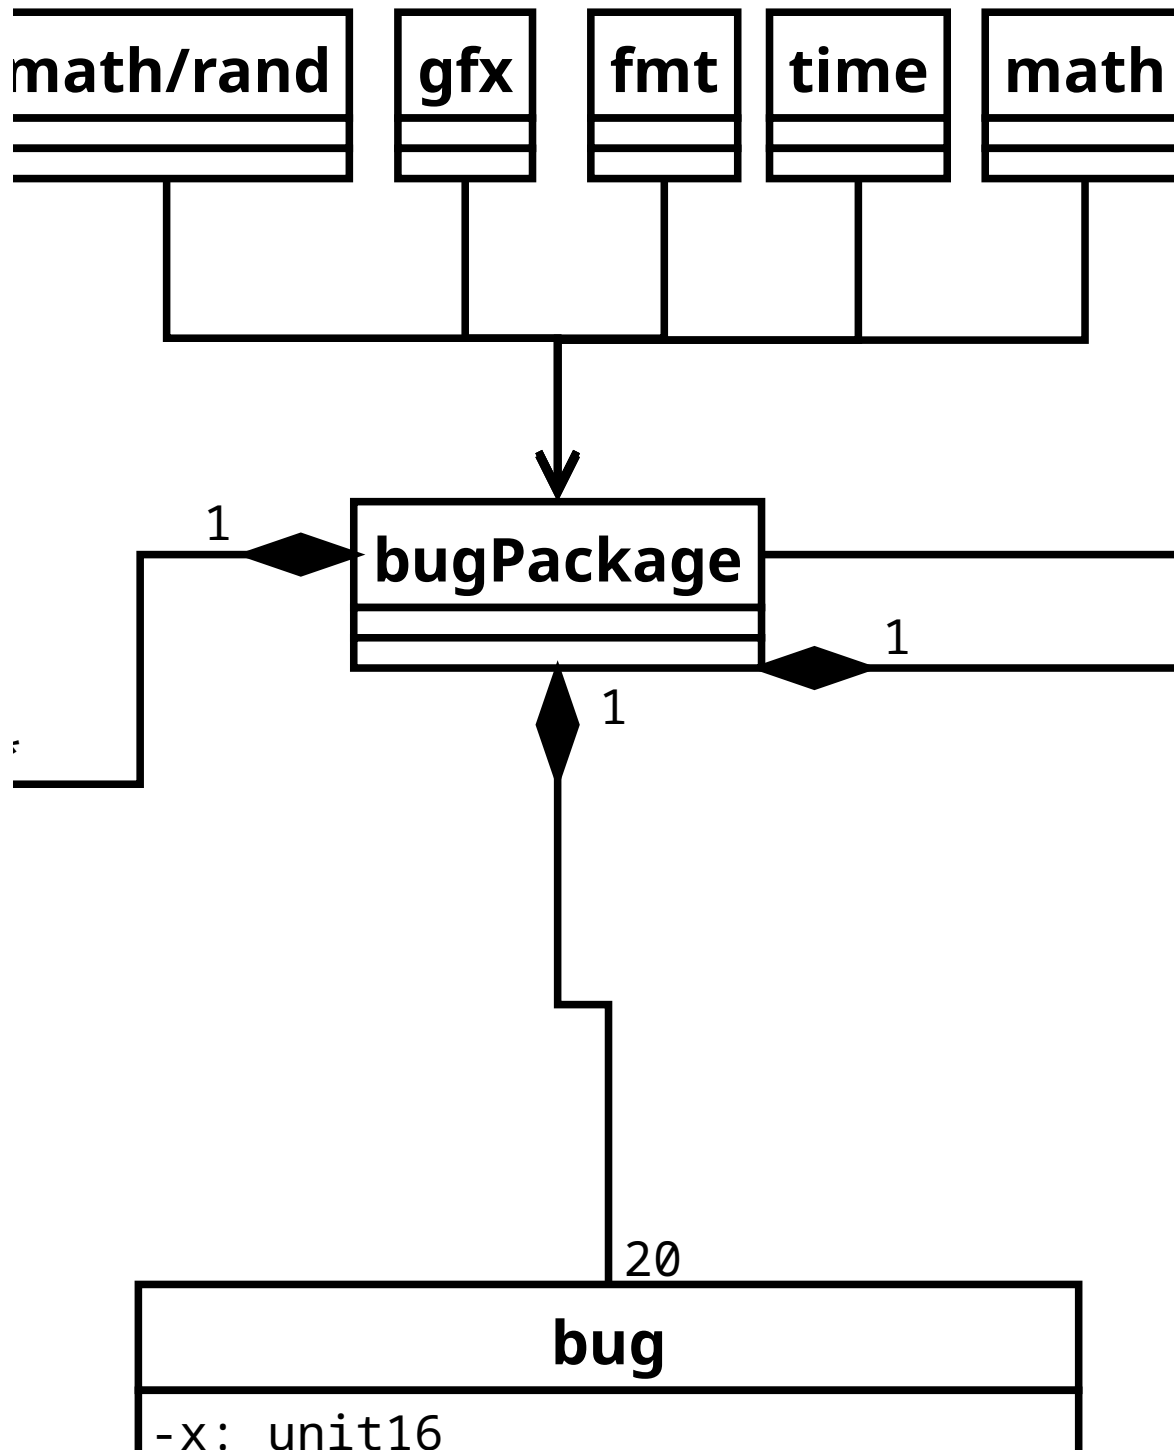 math/rand gfx fmt time math
1
bugPackage
1
1
20
bug
-x: unit16